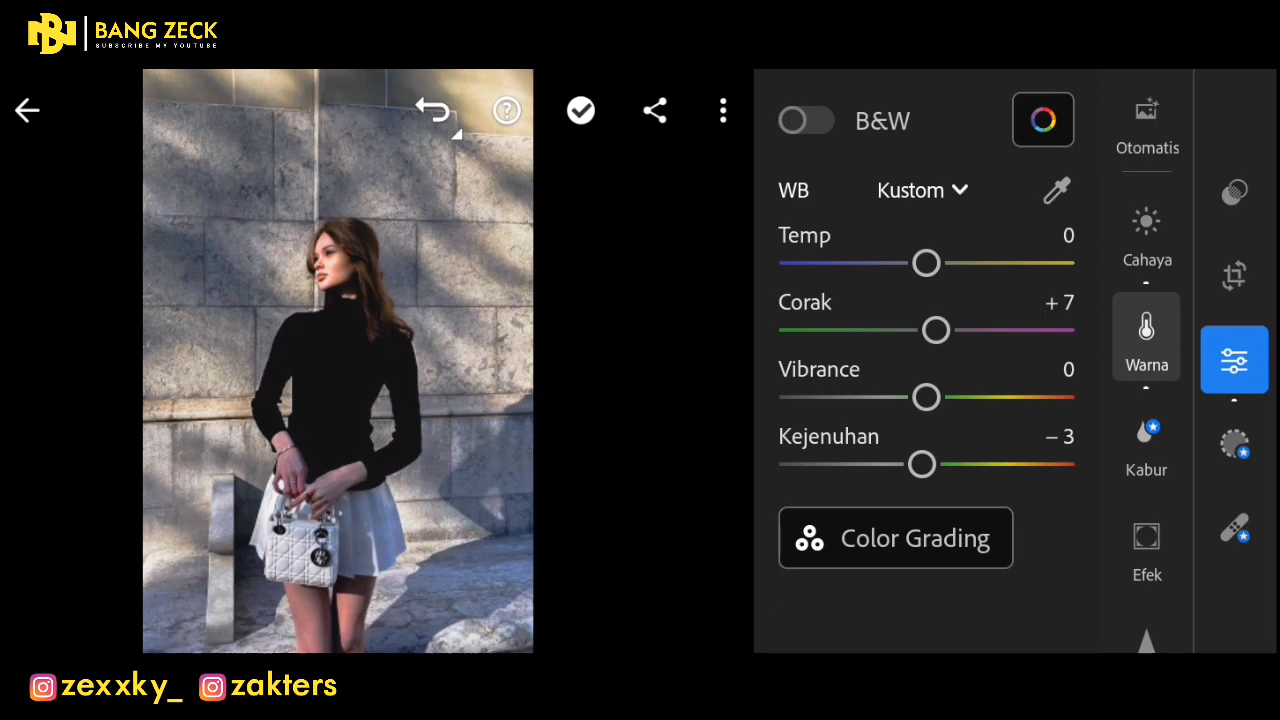 BANG ZECK
SUBSCRIBE MY YOUTUBE
B&W
WB
Kustom
Temp
0
Corak
+ 7
Vibrance
0
Kejenuhan
– 3
Color Grading
Otomatis
Cahaya
Warna
Kabur
Efek
zexxky_
zakters